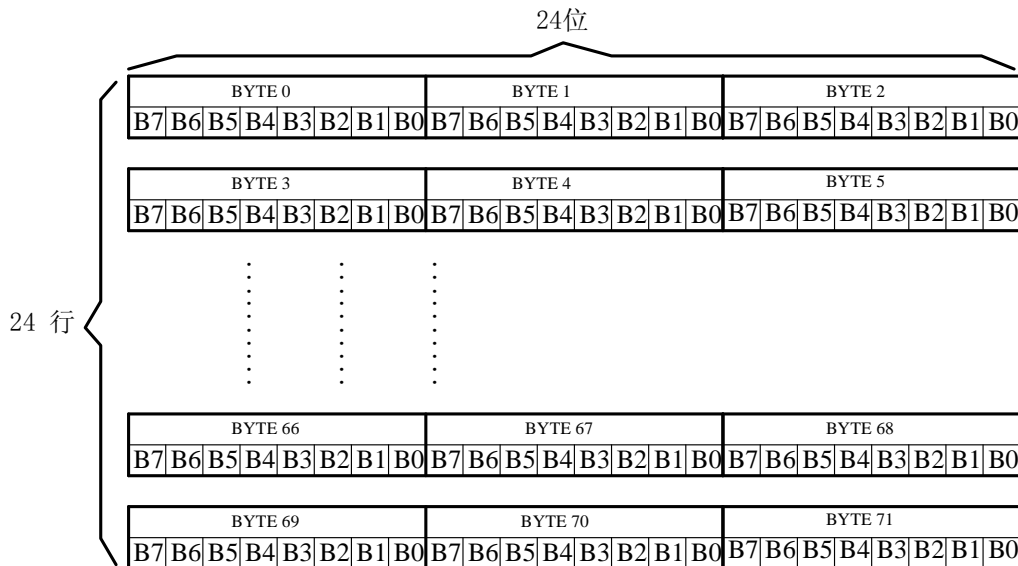 24位
BYTE 0 BYTE 1 BYTE 2
B7 B6 B5 B4 B3 B2 B1 B0 B7 B6 B5 B4 B3 B2 B1 B0 B7 B6 B5 B4 B3 B2 B1 B0
BYTE 3 BYTE 4 BYTE 5
B7 B6 B5 B4 B3 B2 B1 B0 B7 B6 B5 B4 B3 B2 B1 B0 B7 B6 B5 B4 B3 B2 B1 B0
24 行
BYTE 66 BYTE 67 BYTE 68
B7 B6 B5 B4 B3 B2 B1 B0 B7 B6 B5 B4 B3 B2 B1 B0 B7 B6 B5 B4 B3 B2 B1 B0
BYTE 69 BYTE 70 BYTE 71
B7 B6 B5 B4 B3 B2 B1 B0 B7 B6 B5 B4 B3 B2 B1 B0 B7 B6 B5 B4 B3 B2 B1 B0